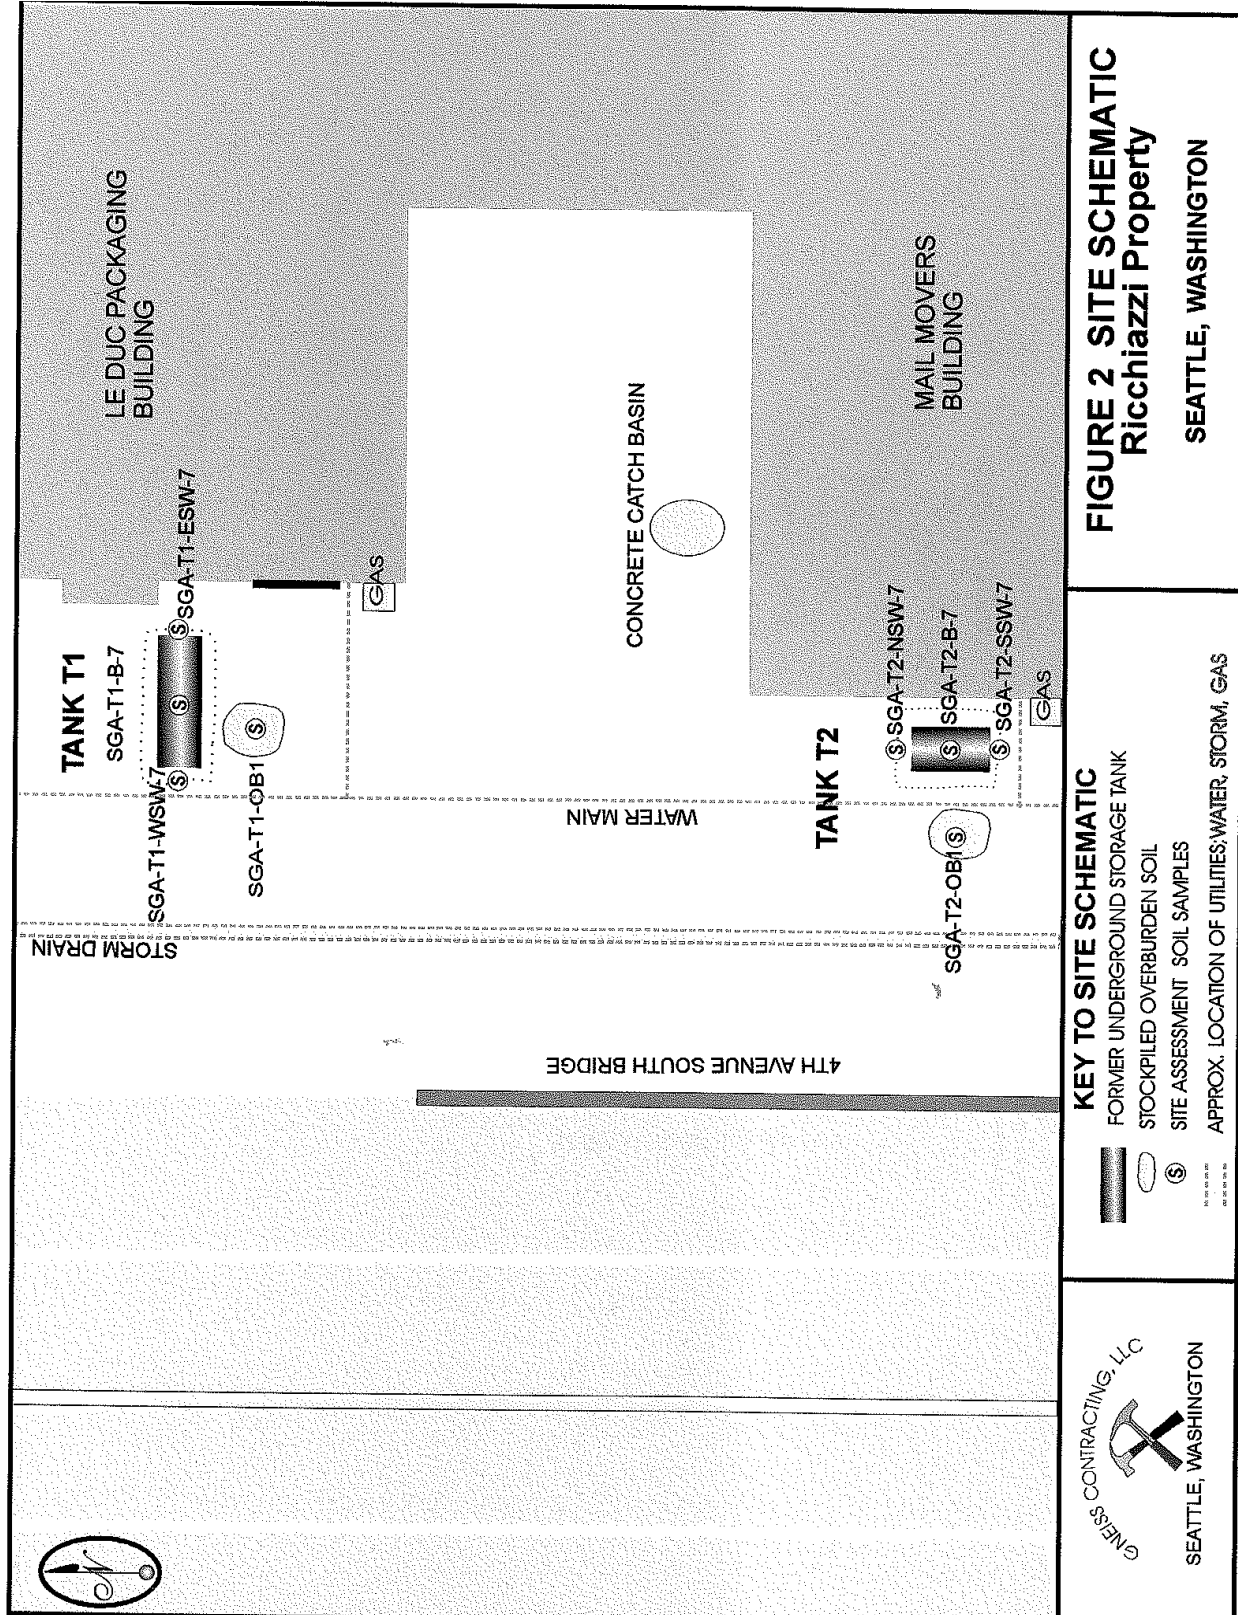 LE DUC PACKAGING
BUILDING
TANK T1
SGA-T1-B-7
SGA-T1-ESW-7
SGA-T1-WSW-7
SGA-T1-OB1
GAS
CONCRETE CATCH BASIN
MAIL MOVERS
BUILDING
TANK T2
SGA-T2-NSW-7
SGA-T2-B-7
SGA-T2-SSW-7
SGA-T2-OB1
GAS
WATER MAIN
STORM DRAIN
4TH AVENUE SOUTH BRIDGE
S
S
S
S
S
S
S
S
N
GNEISS CONTRACTING, LLC
SEATTLE, WASHINGTON
KEY TO SITE SCHEMATIC
FORMER UNDERGROUND STORAGE TANK
STOCKPILED OVERBURDEN SOIL
S SITE ASSESSMENT SOIL SAMPLES
APPROX. LOCATION OF UTILITIES;WATER, STORM, GAS
FIGURE 2 SITE SCHEMATIC
Ricchiazzi Property
SEATTLE, WASHINGTON